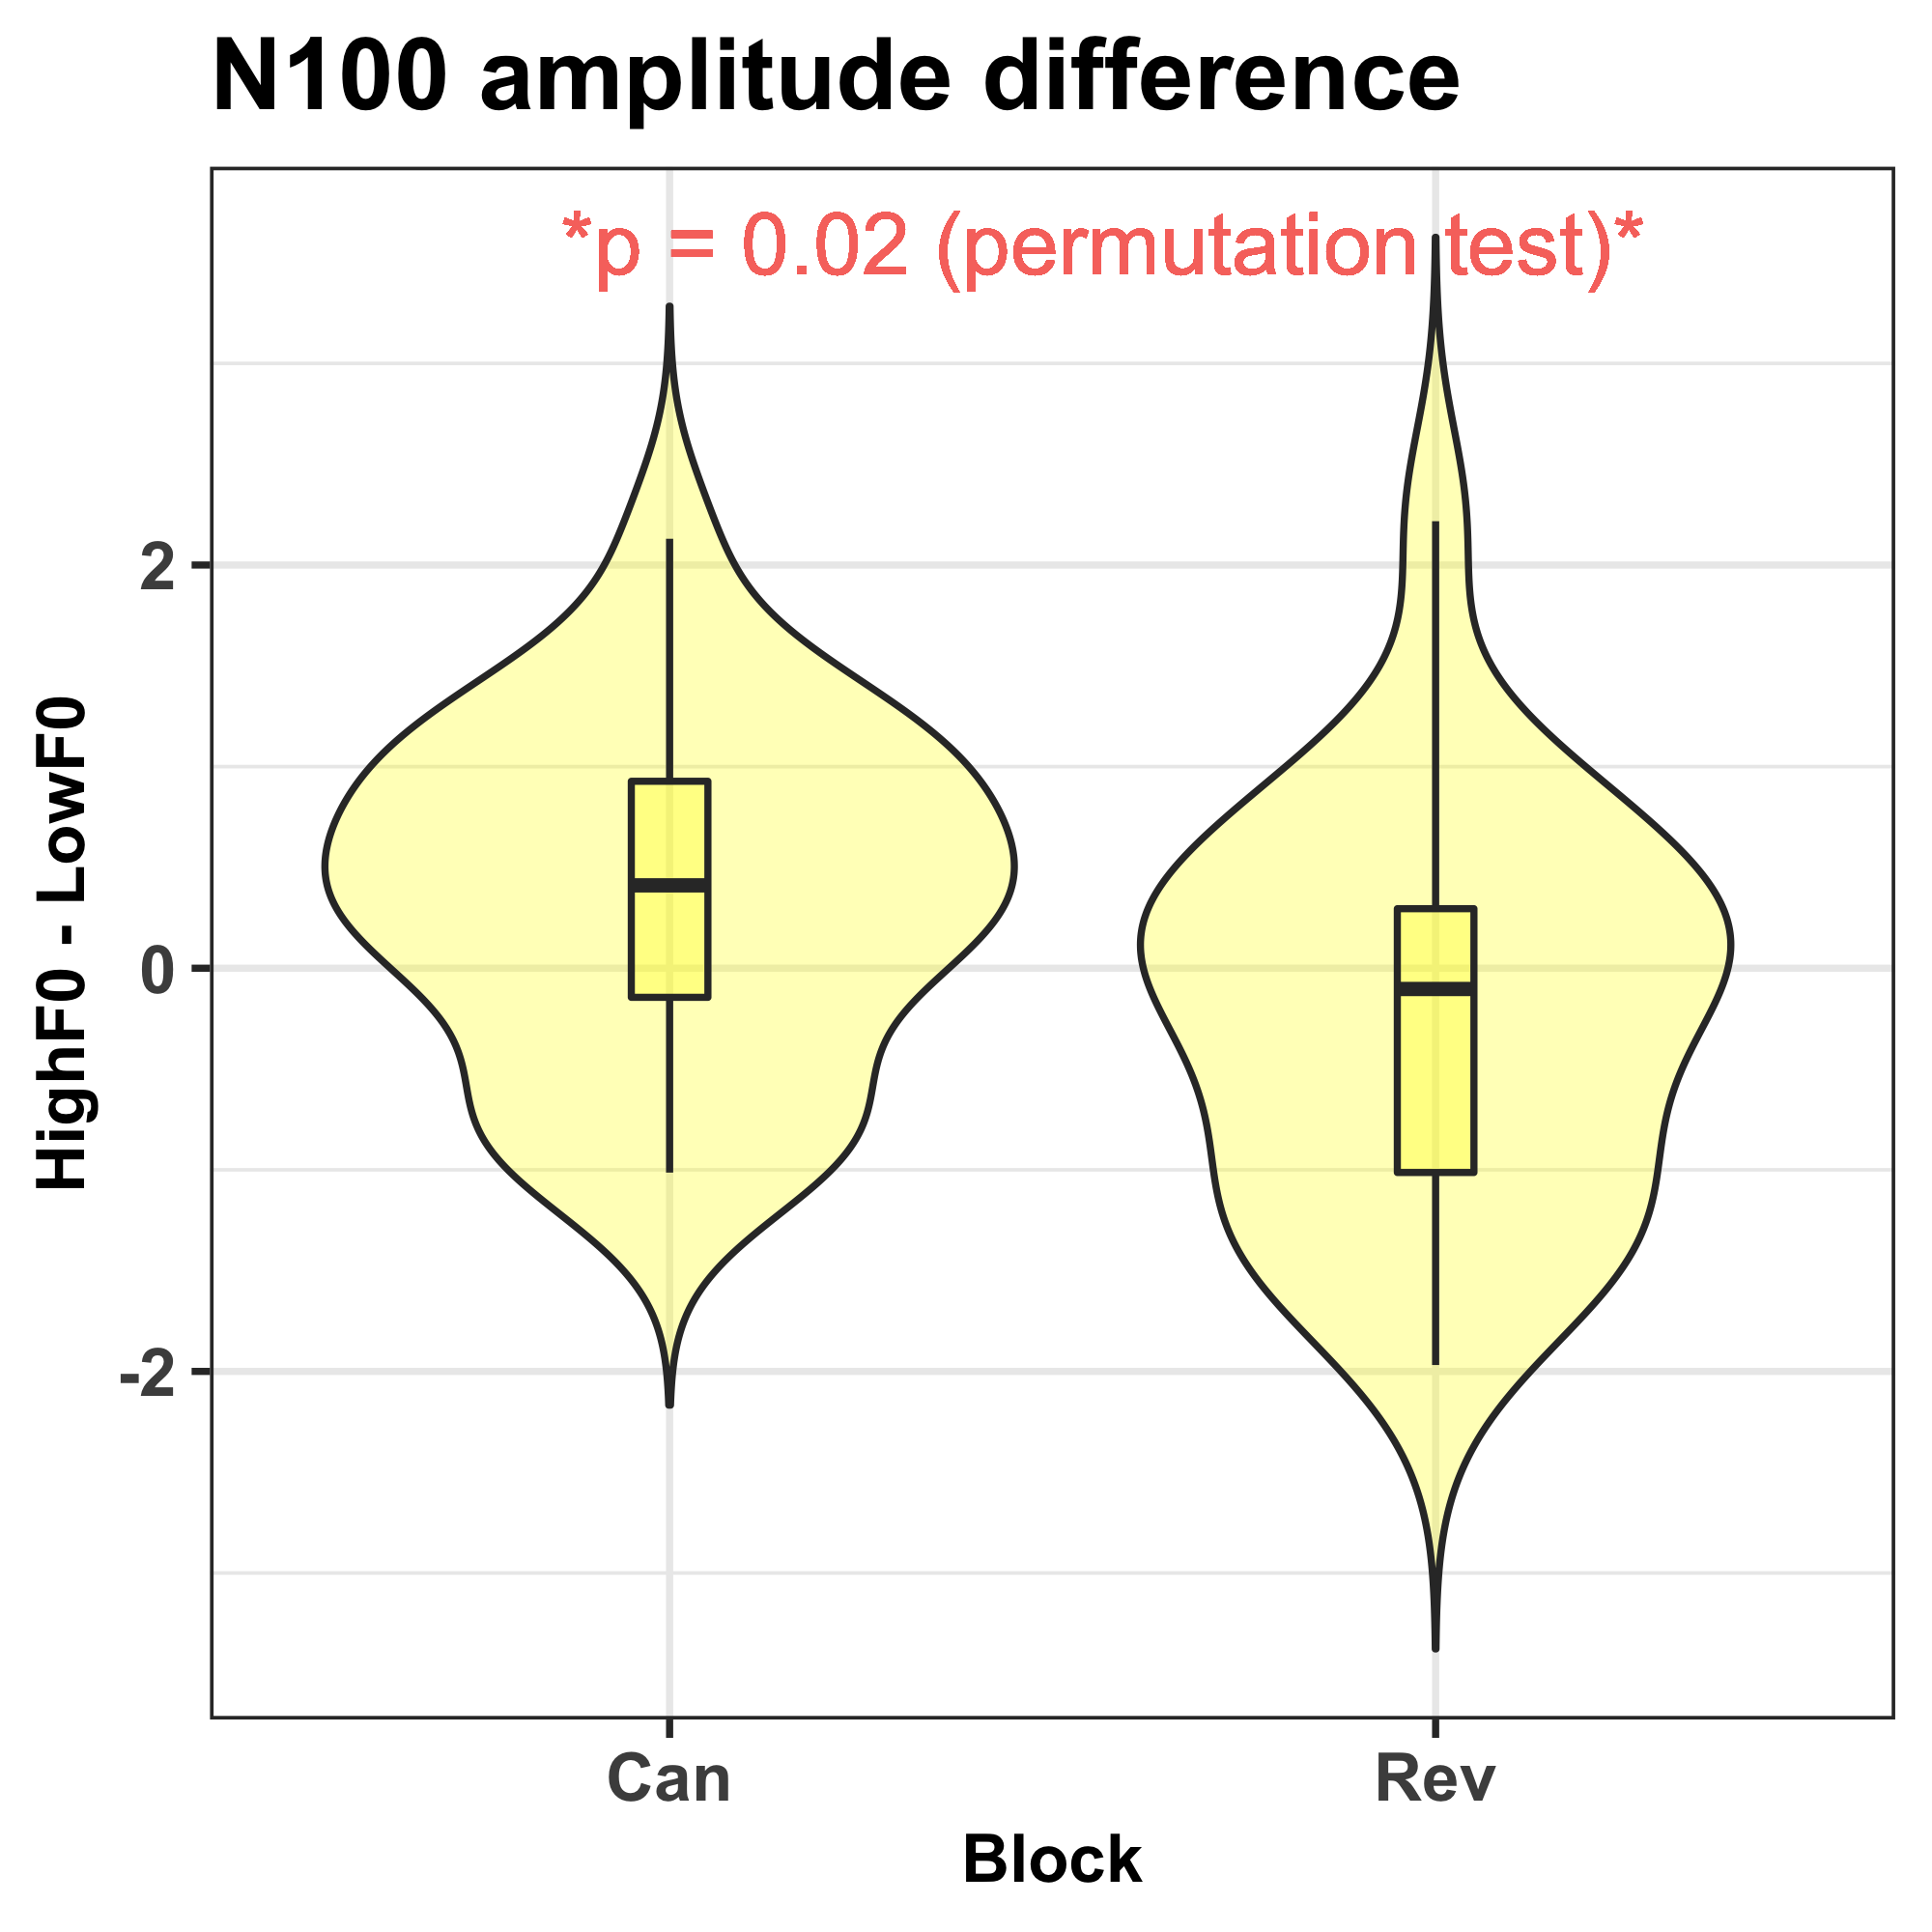 N100 amplitude difference
*p = 0.02 (permutation test)*
HighF0 - LowF0
2
0
-2
Can
Rev
Block